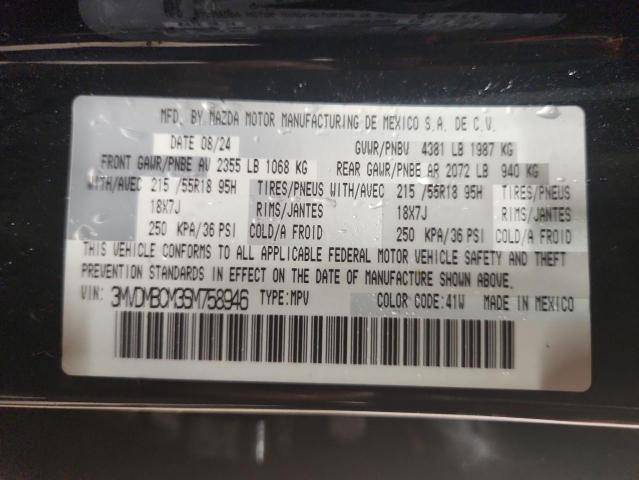 MFD. BY MAZDA MOTOR MANUFACTURING DE MEXICO S.A. DE C.V.
DATE 08/24 GVWR/PNBV 4381 LB 1987 KG
FRONT GAWR/PNBE AV 2355 LB 1068 KG REAR GAWR/PNBE AR 2072 LB 940 KG
WITH/AVEC 215 /55R18 95H TIRES/PNEUS WITH/AVEC 215 /55R18 95H TIRES/PNEUS
18X7J RIMS/JANTES 18X7J RIMS/JANTES
250 KPA/36 PSI COLD/A FROID 250 KPA/36 PSI COLD/A FROID
THIS VEHICLE CONFORMS TO ALL APPLICABLE FEDERAL MOTOR VEHICLE SAFETY AND THEFT
PREVENTION STANDARDS IN EFFECT ON THE DATE OF MANUFACTURE SHOWN ABOVE.
VIN: 3MVDMBCM3SM758946 TYPE:MPV COLOR CODE:41W MADE IN MEXICO